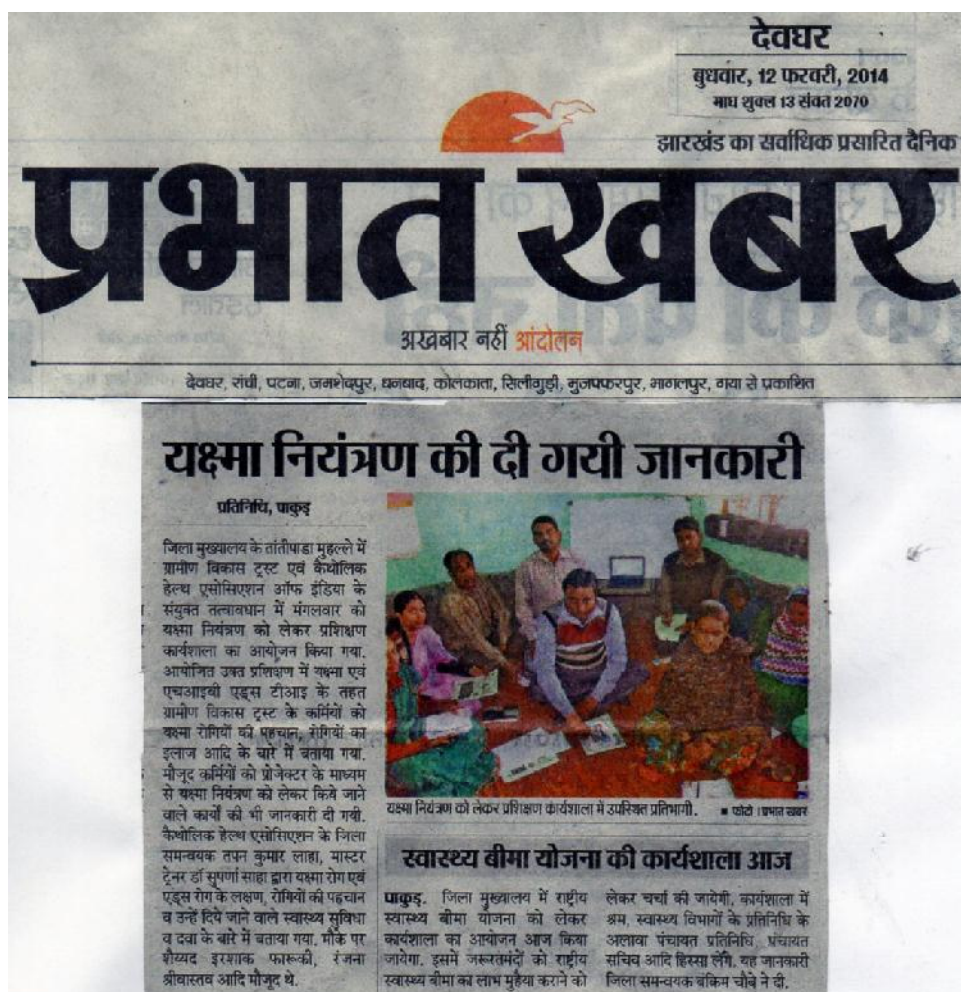 देवघर
बुधवार, 12 फरवरी, 2014
माघ शुक्ल 13 संवत 2070
झारखंड का सर्वाधिक प्रसारित दैनिक
प्रभात खबर
अखबार नहीं आंदोलन
देवघर, रांची, पटना, जमशेदपुर, धनबाद, कोलकाता, सिलीगुड़ी, मुजफ्फरपुर, भागलपुर, गया से प्रकाशित
यक्ष्मा नियंत्रण की दी गयी जानकारी
प्रतिनिधि, पाकुड़
जिला मुख्यालय के तांतीपाडा मुहल्ले में
ग्रामीण विकास ट्रस्ट एवं कैथोलिक
हेल्थ एसोसिएशन ऑफ इंडिया के
संयुक्त तत्वावधान में मंगलवार को
यक्ष्मा नियंत्रण को लेकर प्रशिक्षण
कार्यशाला का आयोजन किया गया.
आयोजित उक्त प्रशिक्षण में यक्ष्मा एवं
एचआइवी एड्स टीआइ के तहत
ग्रामीण विकास ट्रस्ट के कर्मियों को
यक्ष्मा रोगियों की पहचान, रोगियों का
इलाज आदि के बारे में बताया गया.
मौजूद कर्मियों को प्रोजेक्टर के माध्यम
से यक्ष्मा नियंत्रण को लेकर किये जाने
वाले कार्यों की भी जानकारी दी गयी.
कैथोलिक हेल्थ एसोसिएशन के जिला
समन्वयक तपन कुमार लाहा, मास्टर
ट्रेनर डॉ सुपर्णा साहा द्वारा यक्ष्मा रोग एवं
एड्स रोग के लक्षण, रोगियों की पहचान
व उन्हें दिये जाने वाले स्वास्थ्य सुविधा
व दवा के बारे में बताया गया. मौके पर
शैय्यद इरशाक फारूकी, रंजना
श्रीवास्तव आदि मौजूद थे.
यक्ष्मा नियंत्रण को लेकर प्रशिक्षण कार्यशाला में उपस्थित प्रतिभागी. ■ फोटो । प्रभात खबर
स्वास्थ्य बीमा योजना की कार्यशाला आज
पाकुड़. जिला मुख्यालय में राष्ट्रीय
स्वास्थ्य बीमा योजना को लेकर
कार्यशाला का आयोजन आज किया
जायेगा. इसमें जरूरतमंदों को राष्ट्रीय
स्वास्थ्य बीमा का लाभ मुहैया कराने को
लेकर चर्चा की जायेगी. कार्यशाला में
श्रम, स्वास्थ्य विभागों के प्रतिनिधि के
अलावा पंचायत प्रतिनिधि, पंचायत
सचिव आदि हिस्सा लेंगे. यह जानकारी
जिला समन्वयक बंकिम चौबे ने दी.